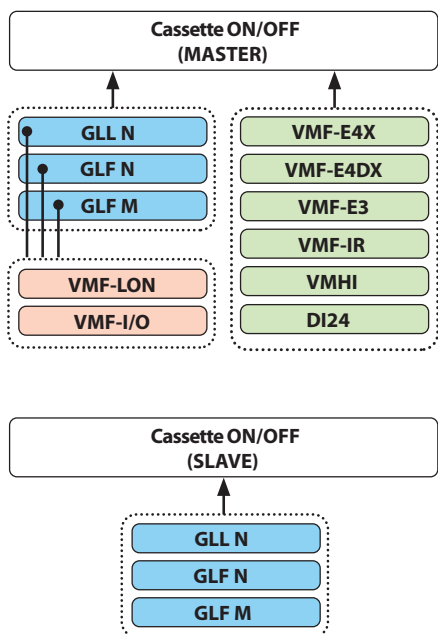 Cassette ON/OFF
(MASTER)
GLL N
GLF N
GLF M
VMF-LON
VMF-I/O
VMF-E4X
VMF-E4DX
VMF-E3
VMF-IR
VMHI
DI24
Cassette ON/OFF
(SLAVE)
GLL N
GLF N
GLF M